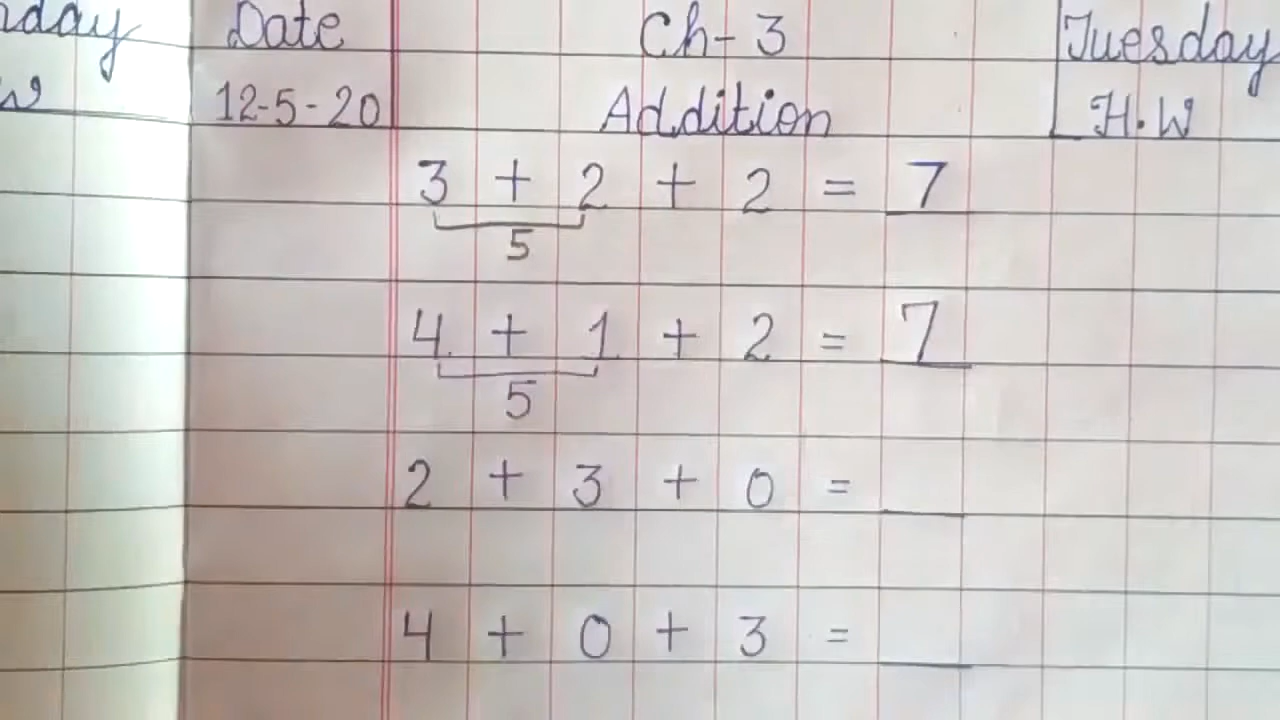 Date Ch-3 Tuesday
12-5-20 Addition H.W
3 + 2 + 2 = 7
5
4 + 1 + 2 = 7
5
2 + 3 + 0 =
4 + 0 + 3 =